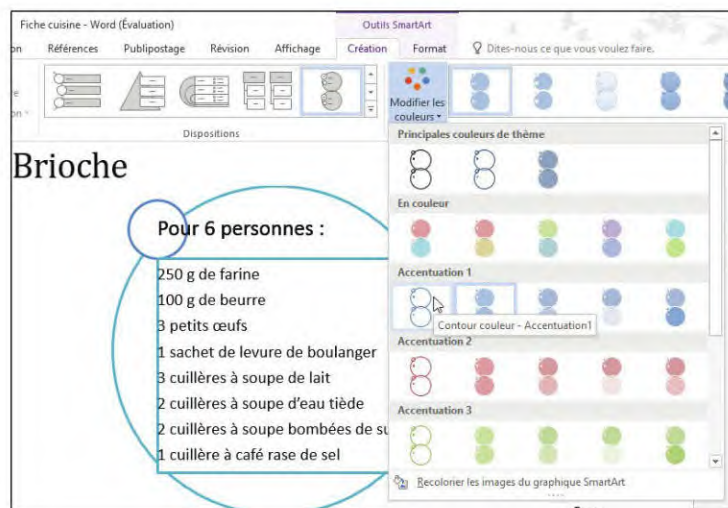 Fiche cuisine - Word (Évaluation)
Outils SmartArt
Références Publipostage Révision Affichage Création Format Dites-nous ce que vous voulez faire.
Modifier les
couleurs
Dispositions
Principales couleurs de thème
Brioche
En couleur
Pour 6 personnes :
250 g de farine
Accentuation 1
100 g de beurre
3 petits œufs
Contour couleur - Accentuation1
1 sachet de levure de boulanger
Accentuation 2
3 cuillères à soupe de lait
2 cuillères à soupe d'eau tiède
Accentuation 3
2 cuillères à soupe bombées de su
1 cuillère à café rase de sel
Recolorier les images du graphique SmartArt